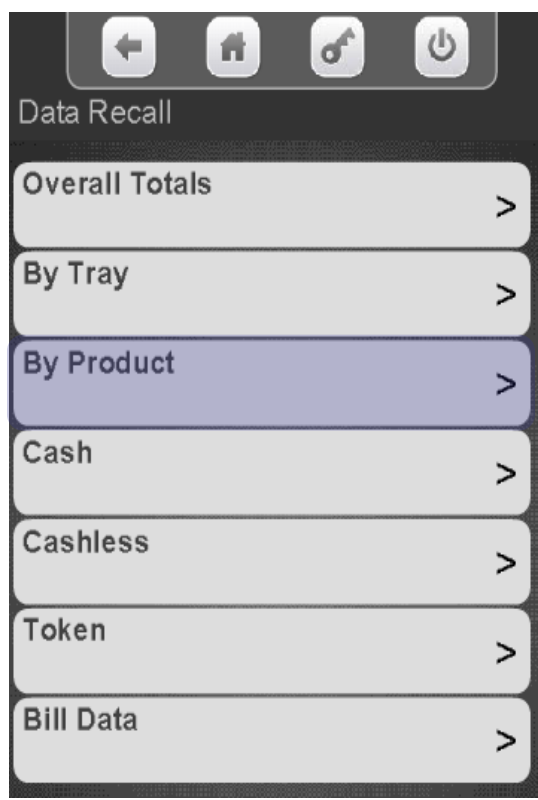 Data Recall
Overall Totals
>
By Tray
>
By Product
>
Cash
>
Cashless
>
Token
>
Bill Data
>